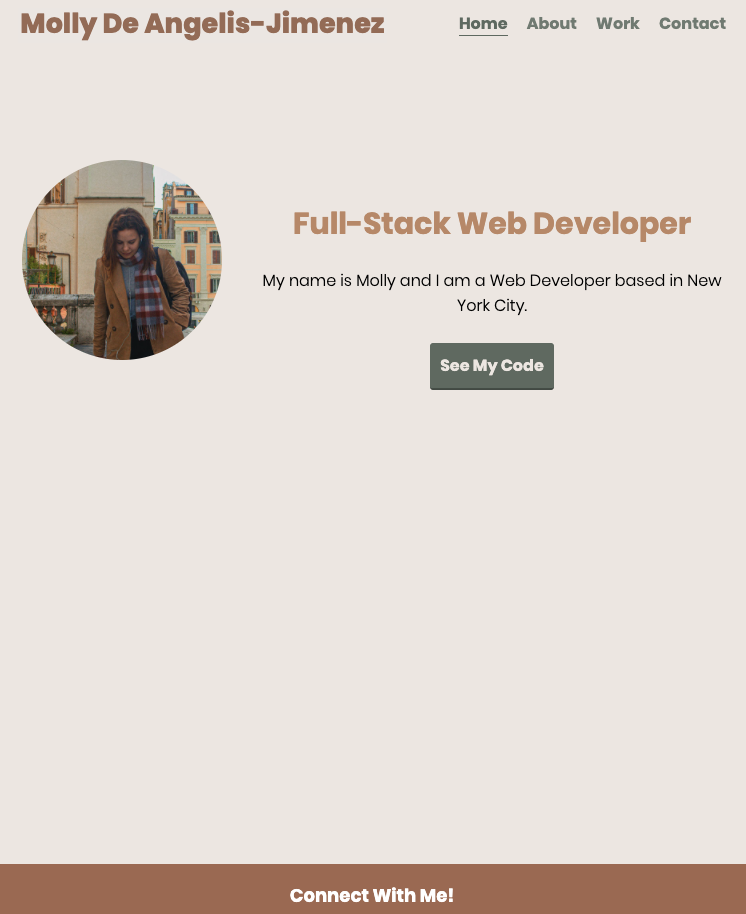 Molly De Angelis-Jimenez
Home About Work Contact
Full-Stack Web Developer
My name is Molly and I am a Web Developer based in New
York City.
See My Code
Connect With Me!